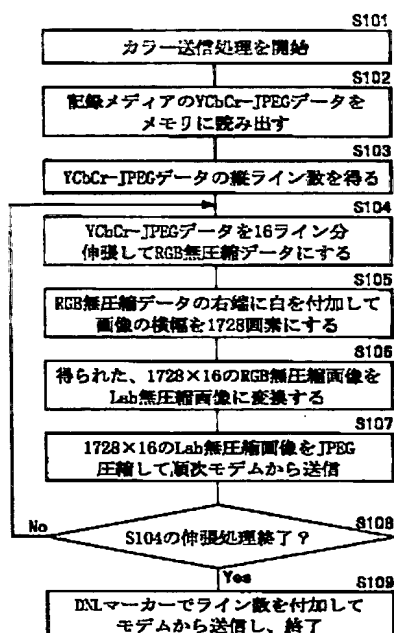 S101
カラー送信処理を開始
S102
記録メディアのYCbCr-JPEGデータを
メモリに読み出す
S103
YCbCr-JPEGデータの縦ライン数を得る
S104
YCbCr-JPEGデータを16ライン分
伸張してRGB無圧縮データにする
S105
RGB無圧縮データの右端に白を付加して
画像の横幅を1728画素にする
S106
得られた、1728×16のRGB無圧縮画像を
Lab無圧縮画像に変換する
S107
1728×16のLab無圧縮画像をJPEG
圧縮して順次モデムから送信
S108
No
S104の伸張処理終了？
Yes
S109
DNLマーカーでライン数を付加して
モデムから送信し、終了